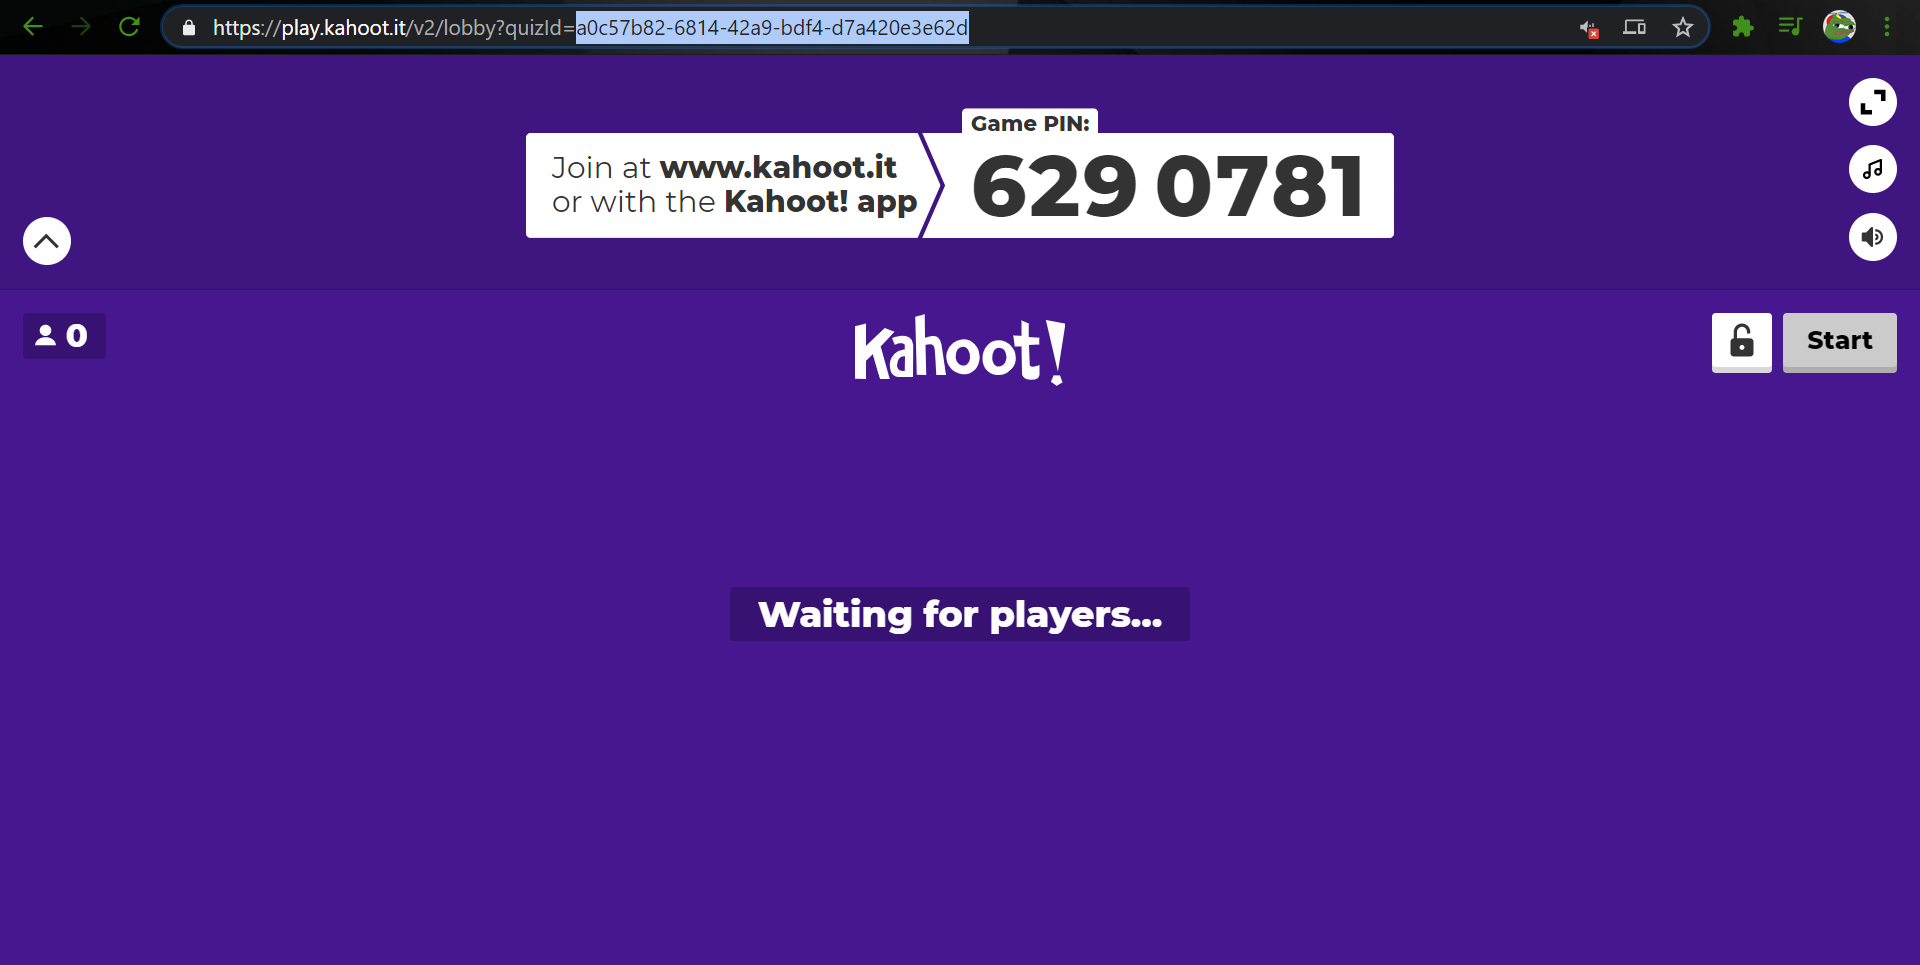 https://play.kahoot.it/v2/lobby?quizId=a0c57b82-6814-42a9-bdf4-d7a420e3e62d
Game PIN:
Join at www.kahoot.it
or with the Kahoot! app
629 0781
0
Kahoot!
Start
Waiting for players...